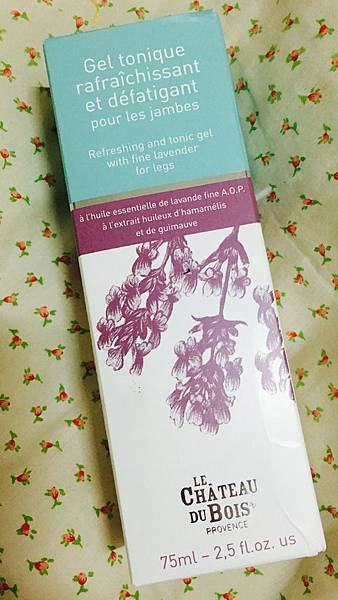 Gel tonique
rafraîchissant
et défatigant
pour les jambes
Refreshing and tonic gel
with fine lavender
for legs
à l'huile essentielle de lavande fine A.O.P.
à l'extrait huileux d'hamamélis
et de guimauve
LE
CHÂTEAU
DU BOIS
PROVENCE
75ml – 2,5 fl.oz. us